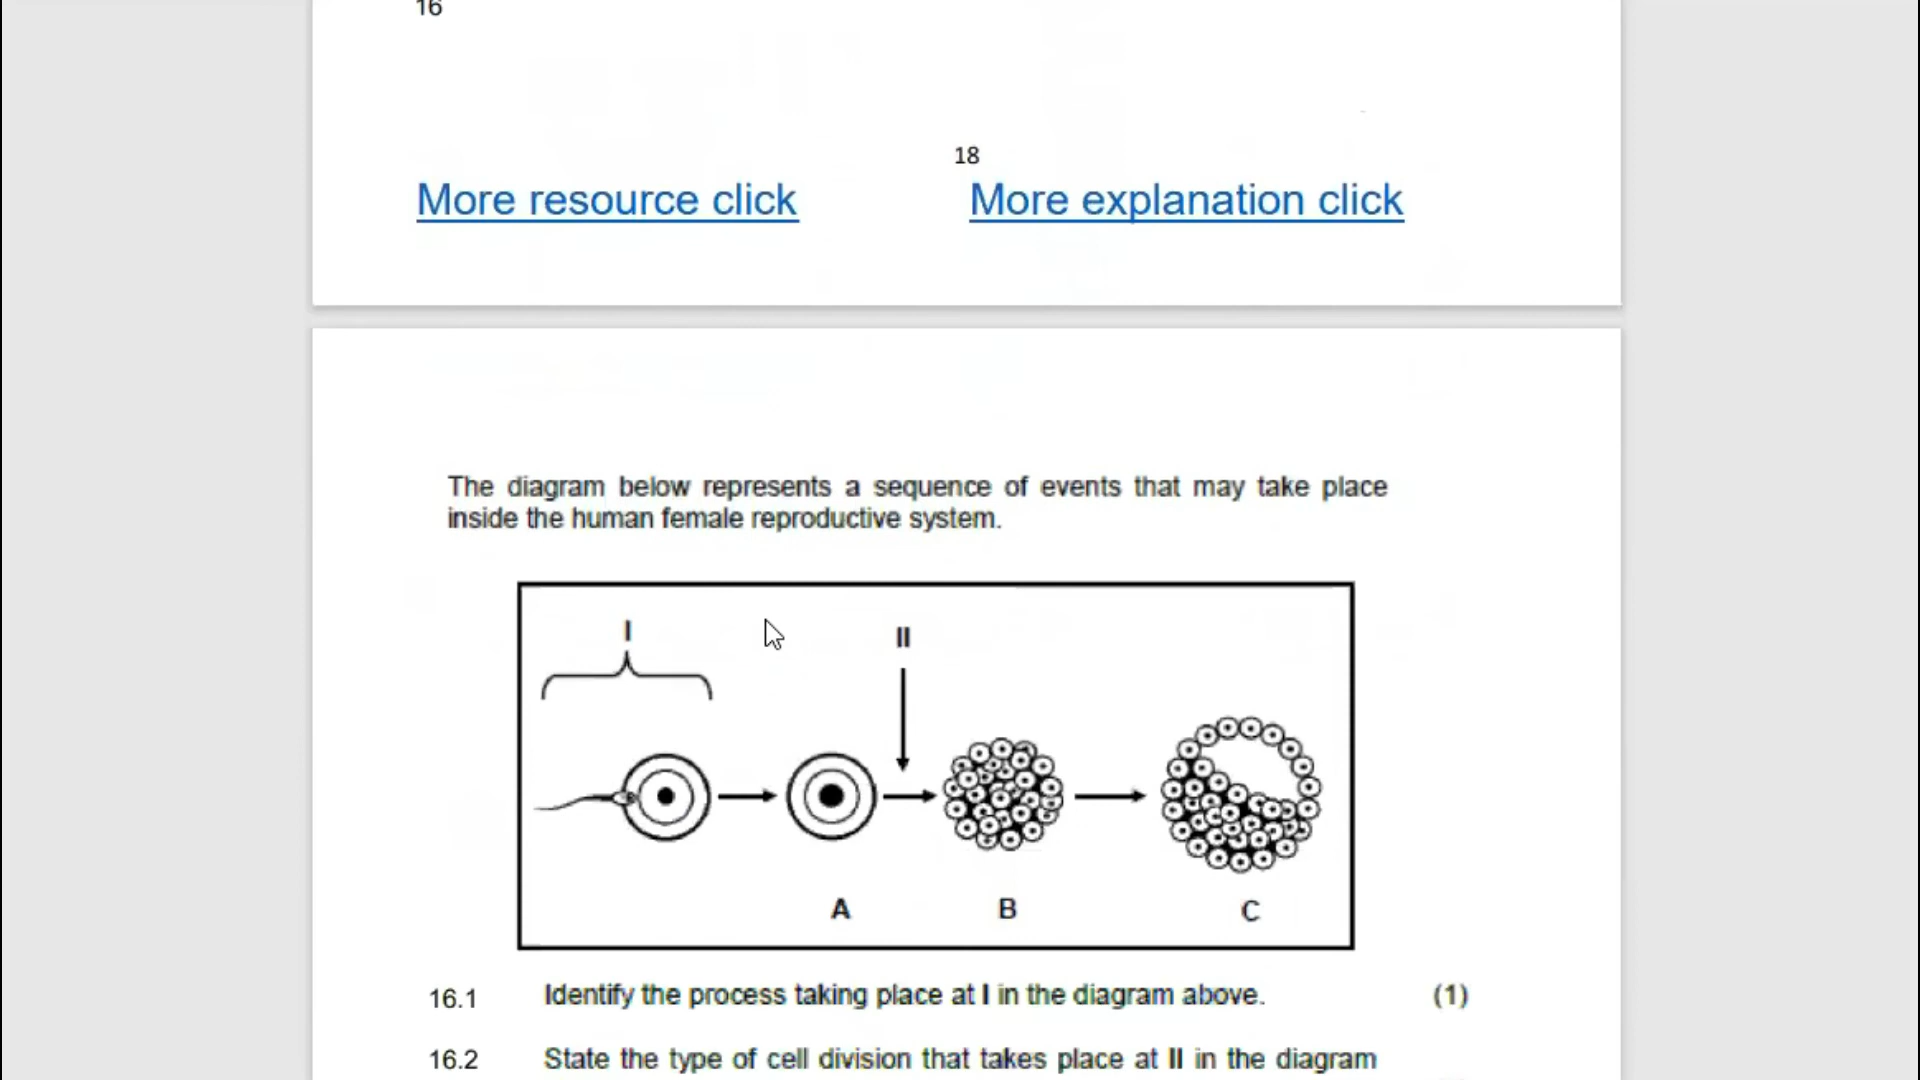 16
18
More resource click More explanation click
The diagram below represents a sequence of events that may take place
inside the human female reproductive system.
I II
A B C
16.1 Identify the process taking place at I in the diagram above. (1)
16.2 State the type of cell division that takes place at II in the diagram